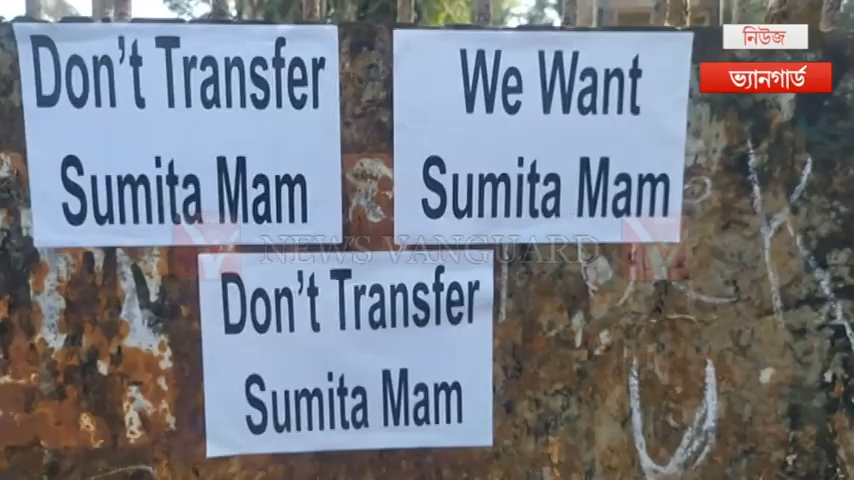 Don't Transfer
Sumita Mam
We Want
Sumita Mam
Don't Transfer
Sumita Mam
নিউজ
ভ্যানগার্ড
NEWS VANGUARD